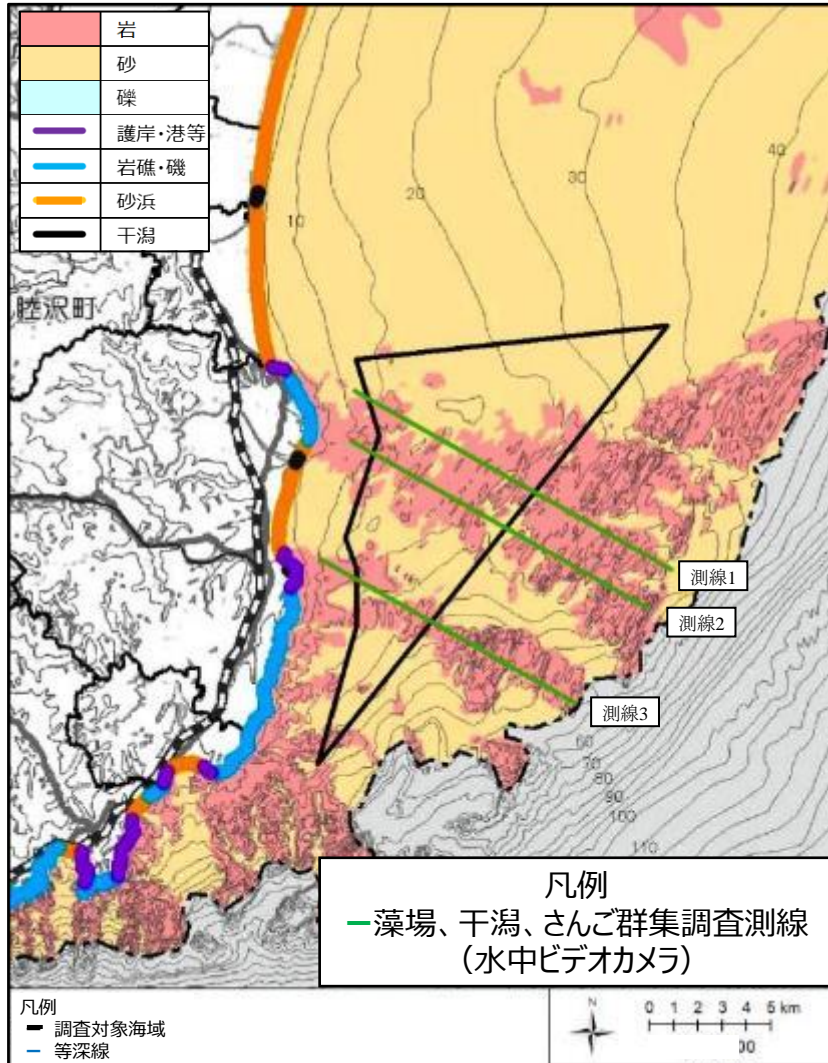 岩
砂
礫
護岸・港等
岩礁・磯
砂浜
干潟
10
20
30
40
睦沢町
測線1
測線2
測線3
60
70
80
90
100
110
凡例
藻場、干潟、さんご群集調査測線
(水中ビデオカメラ)
凡例
調査対象海域
等深線
N
0 1 2 3 4 5 km